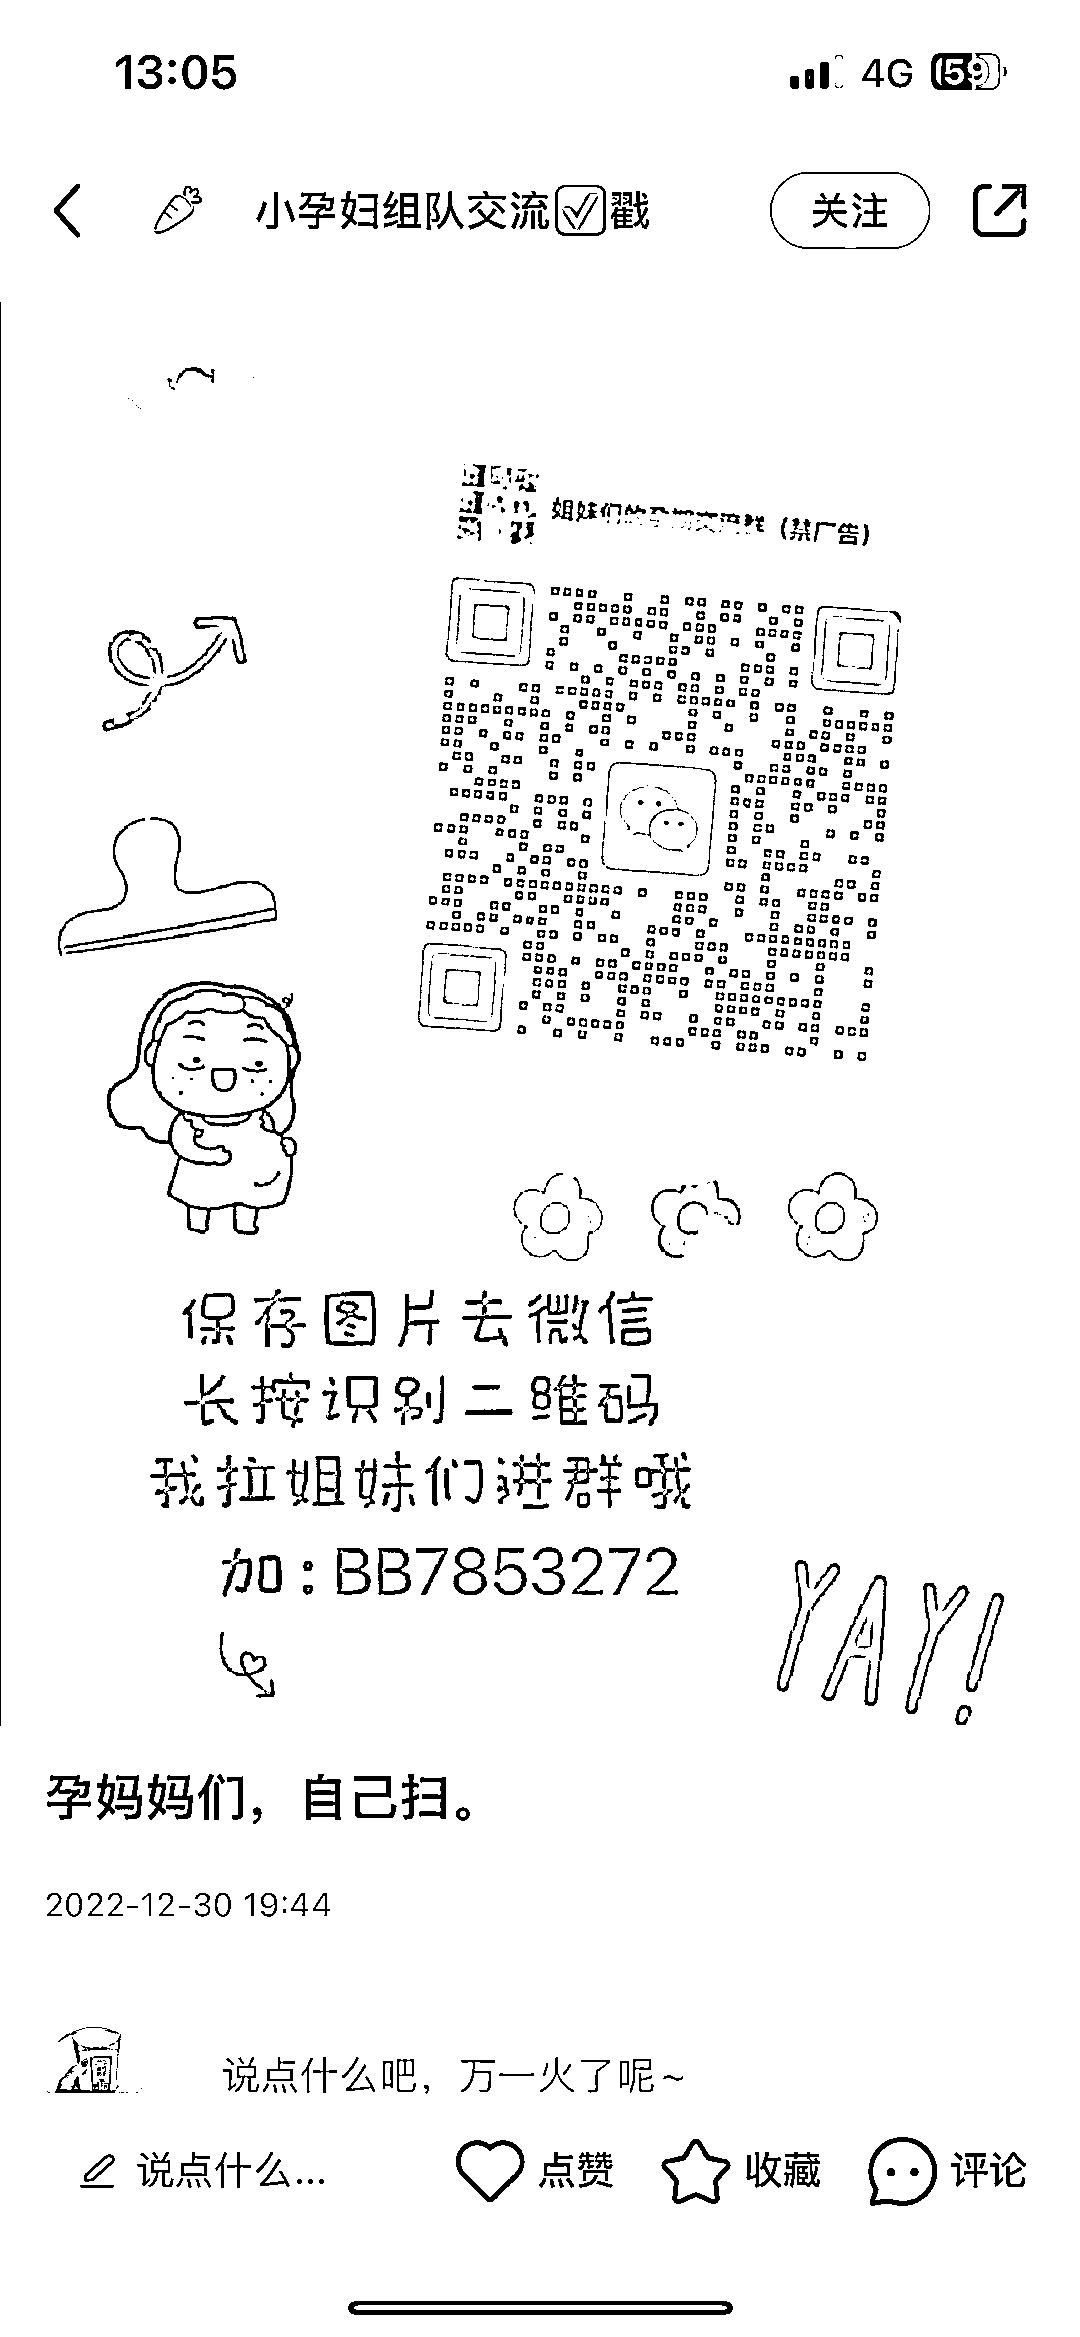 13:05
4G 59
小孕妇组队交流✅戳
关注
姐妹们的孕期交流群（禁广告）
保存图片去微信
长按识别二维码
我拉姐妹们进群哦
加：BB7853272
YAY!
孕妈妈们，自己扫。
2022-12-30 19:44
说点什么吧，万一火了呢~
说点什么... 点赞 收藏 评论